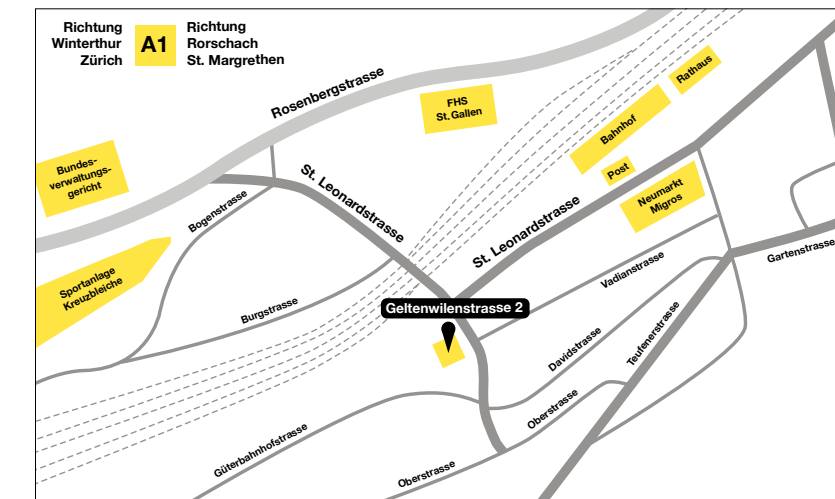 Richtung
Winterthur
Zürich
A1
Richtung
Rorschach
St. Margrethen
Rosenbergstrasse
FHS
St. Gallen
Rathaus
Bahnhof
Post
Neumarkt
Migros
Bundes-
verwaltungs-
gericht
Bogenstrasse
St. Leonardstrasse
St. Leonardstrasse
Gartenstrasse
Sportanlage
Kreuzbleiche
Burgstrasse
Vadianstrasse
Geltenwilenstrasse 2
Davidstrasse
Teufenerstrasse
Oberstrasse
Güterbahnhofstrasse
Oberstrasse